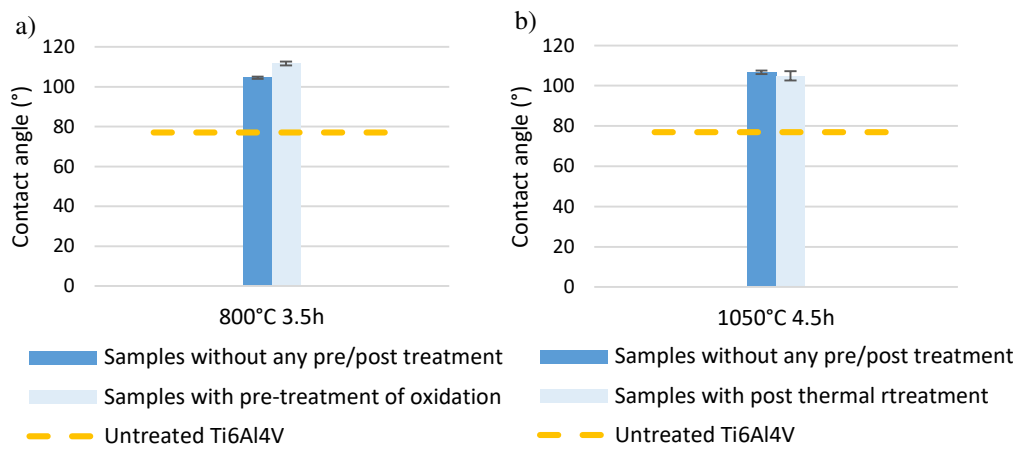 a)
Contact angle (°)
120
100
80
60
40
20
0
800°C 3.5h
Samples without any pre/post treatment
Samples with pre-treatment of oxidation
Untreated Ti6Al4V
b)
Contact angle (°)
120
100
80
60
40
20
0
1050°C 4.5h
Samples without any pre/post treatment
Samples with post thermal rtreatment
Untreated Ti6Al4V